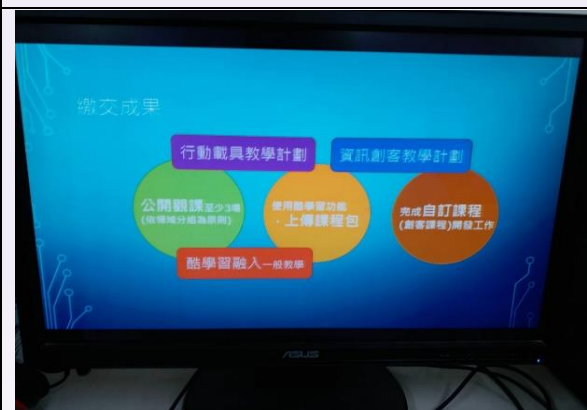 繳交成果
行動載具教學計劃
資訊創客教學計劃
公開觀課至少3場
(依領域分組為原則)
使用酷學習功能
．上傳課程包
完成自訂課程
(創客課程)開發工作
酷學習融入一般教學
ASUS